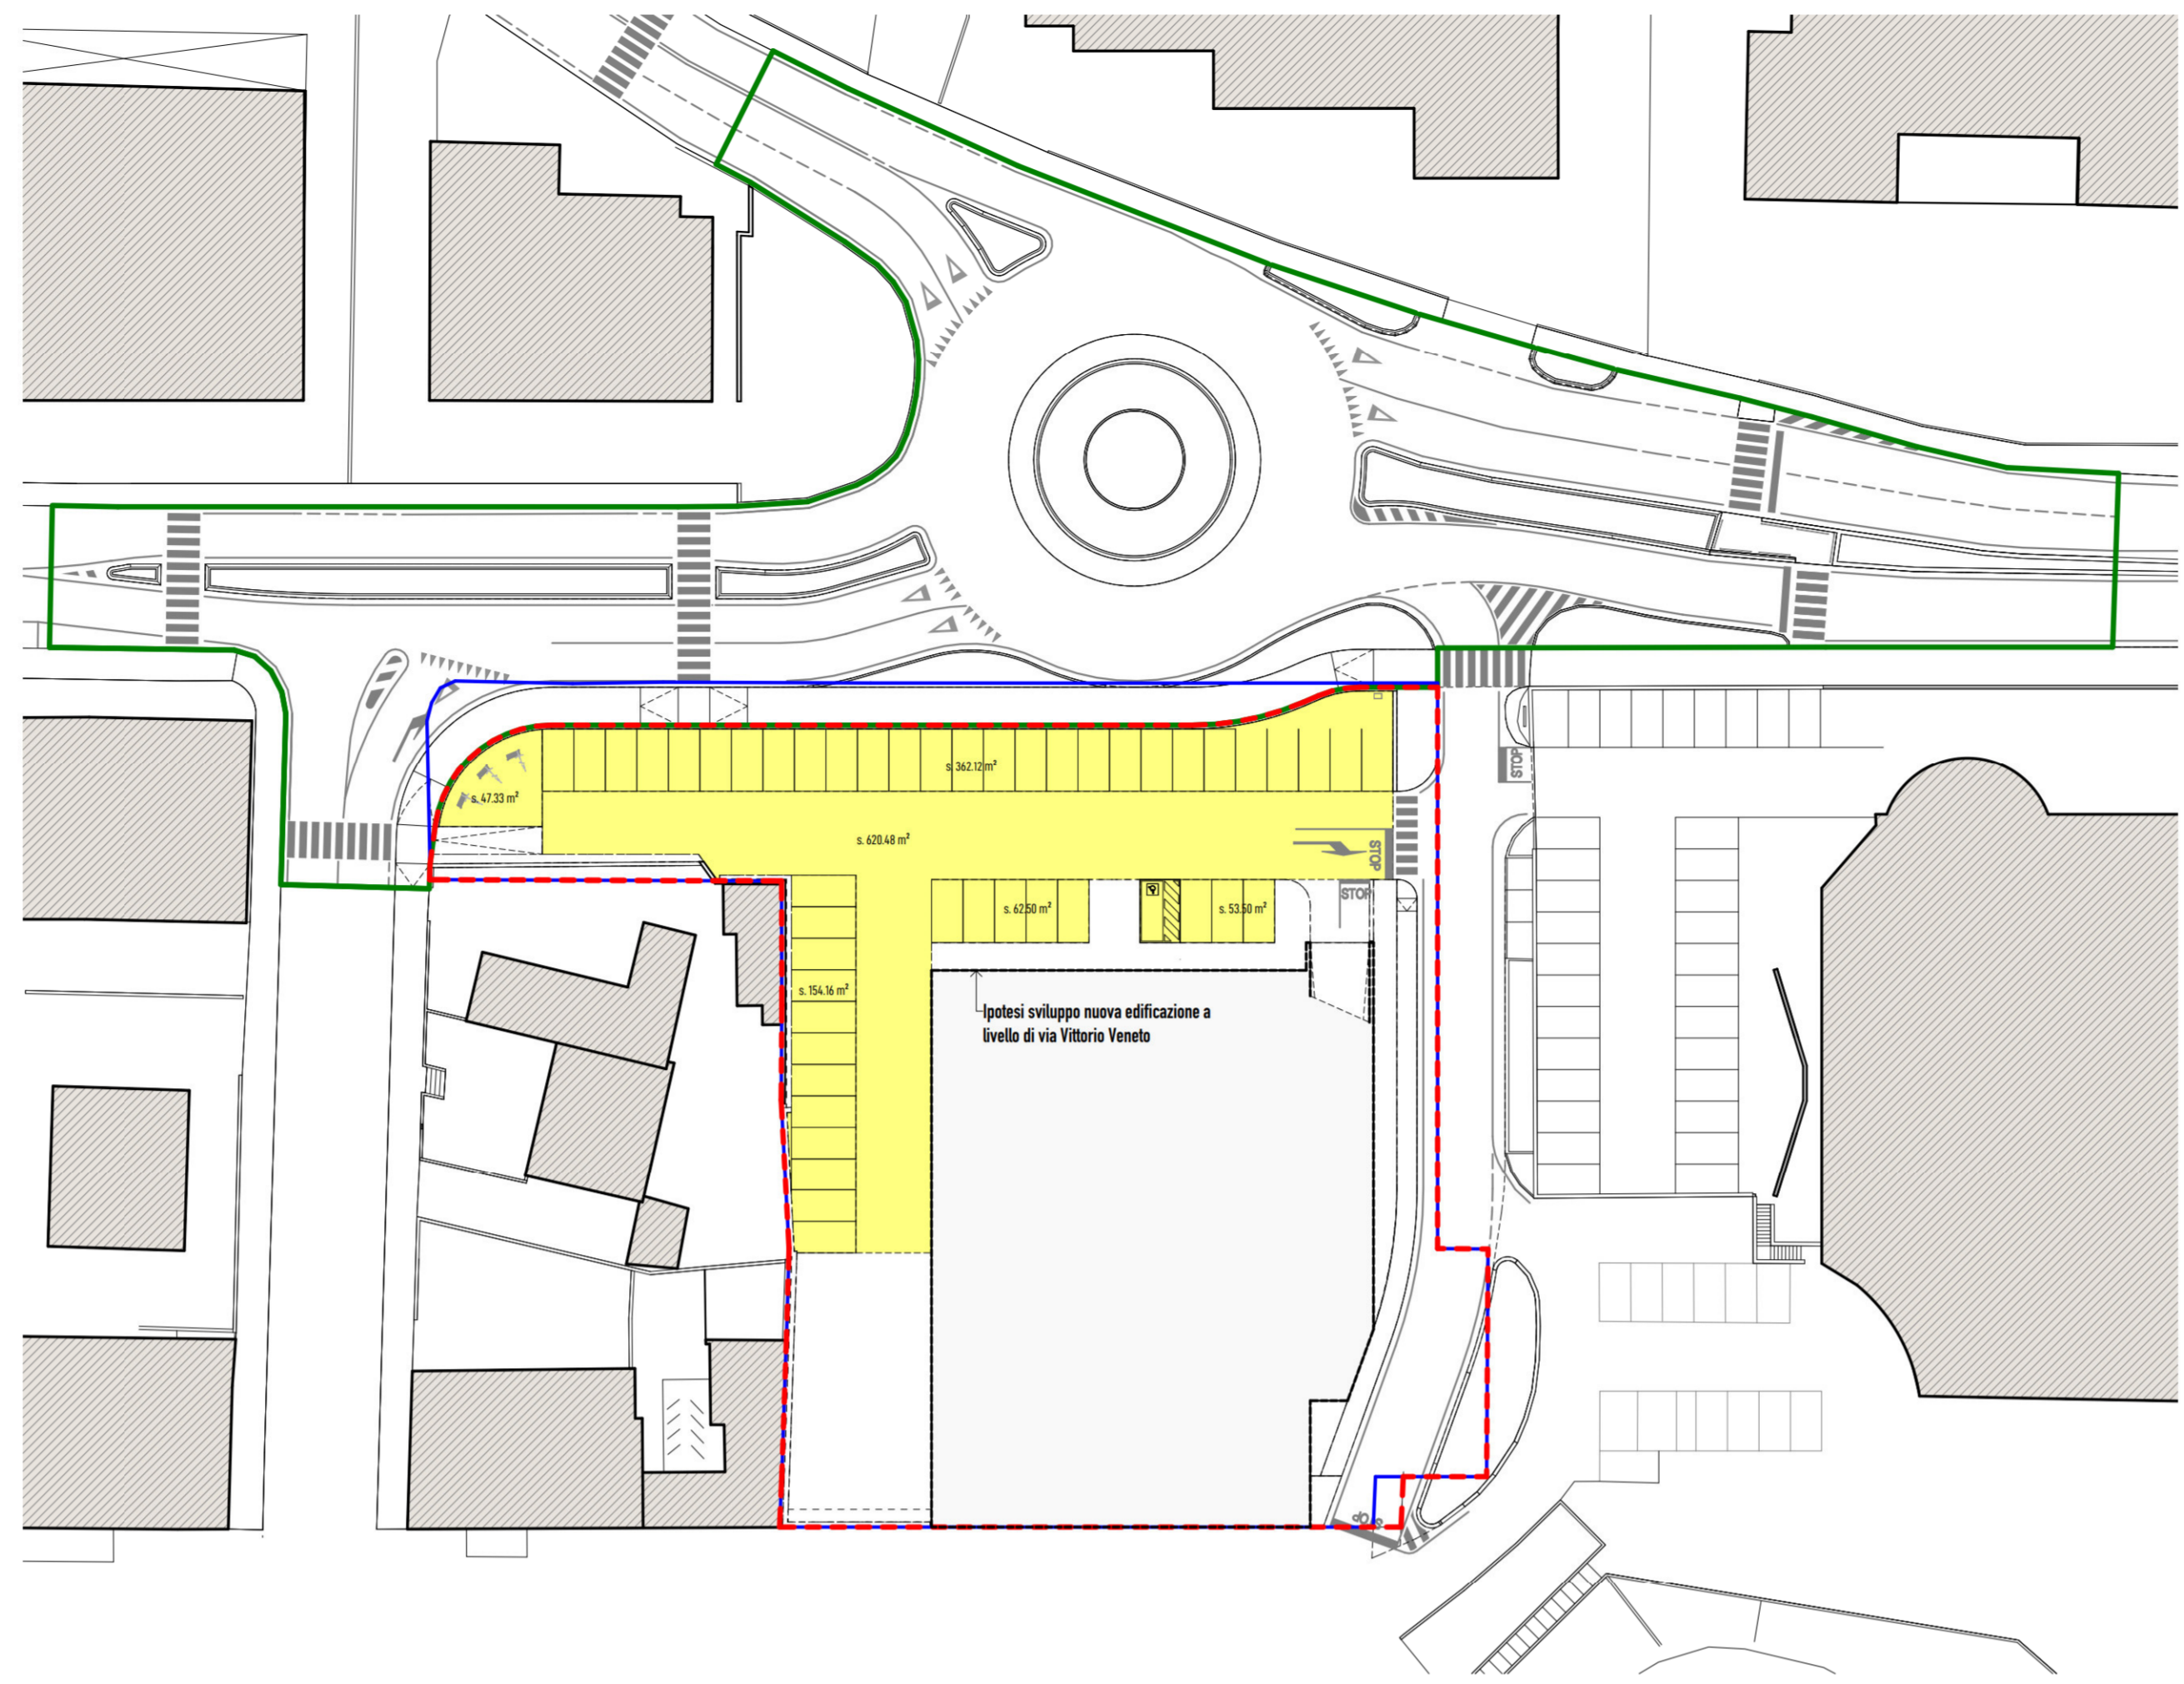 STOP
s. 362.12 m²
s. 47.33 m²
s. 620.48 m²
STOP
STOP
s. 62.50 m²
s. 53.50 m²
s. 154.16 m²
Ipotesi sviluppo nuova edificazione a
livello di via Vittorio Veneto
STOP